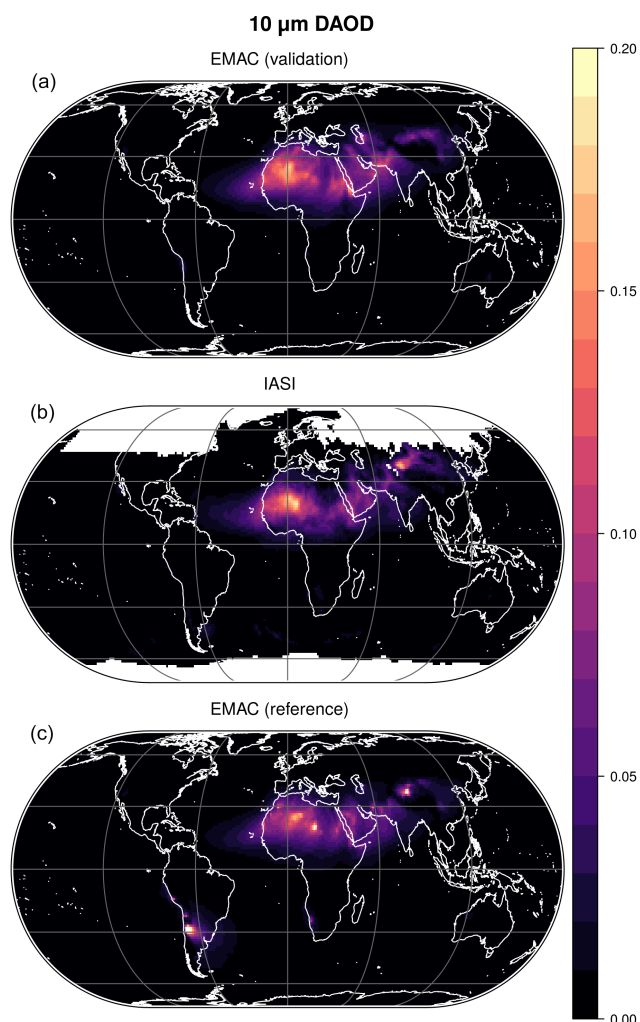 10 µm DAOD
EMAC (validation)
(a)
0.20
0.15
IASI
(b)
0.10
EMAC (reference)
(c)
0.05
0.00